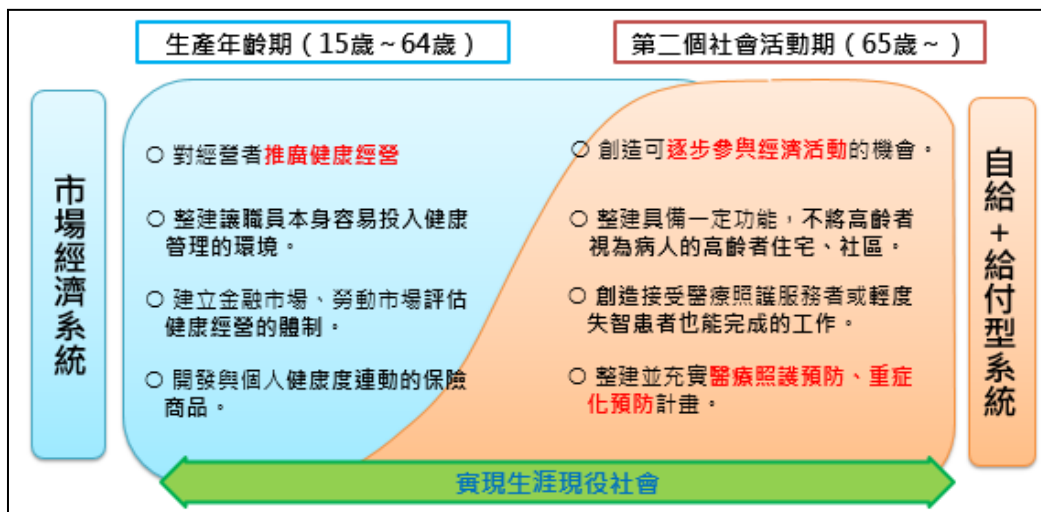 生產年齡期（15歲～64歲）
第二個社會活動期（65歲～ ）
市場經濟系統
○ 對經營者推廣健康經營
○ 整建讓職員本身容易投入健康
管理的環境。
○ 建立金融市場、勞動市場評估
健康經營的體制。
○ 開發與個人健康度連動的保險
商品。
○ 創造可逐步參與經濟活動的機會。
○ 整建具備一定功能，不將高齡者
視為病人的高齡者住宅、社區。
○ 創造接受醫療照護服務者或輕度
失智患者也能完成的工作。
○ 整建並充實醫療照護預防、重症
化預防計畫。
自給+給付型系統
實現生涯現役社會